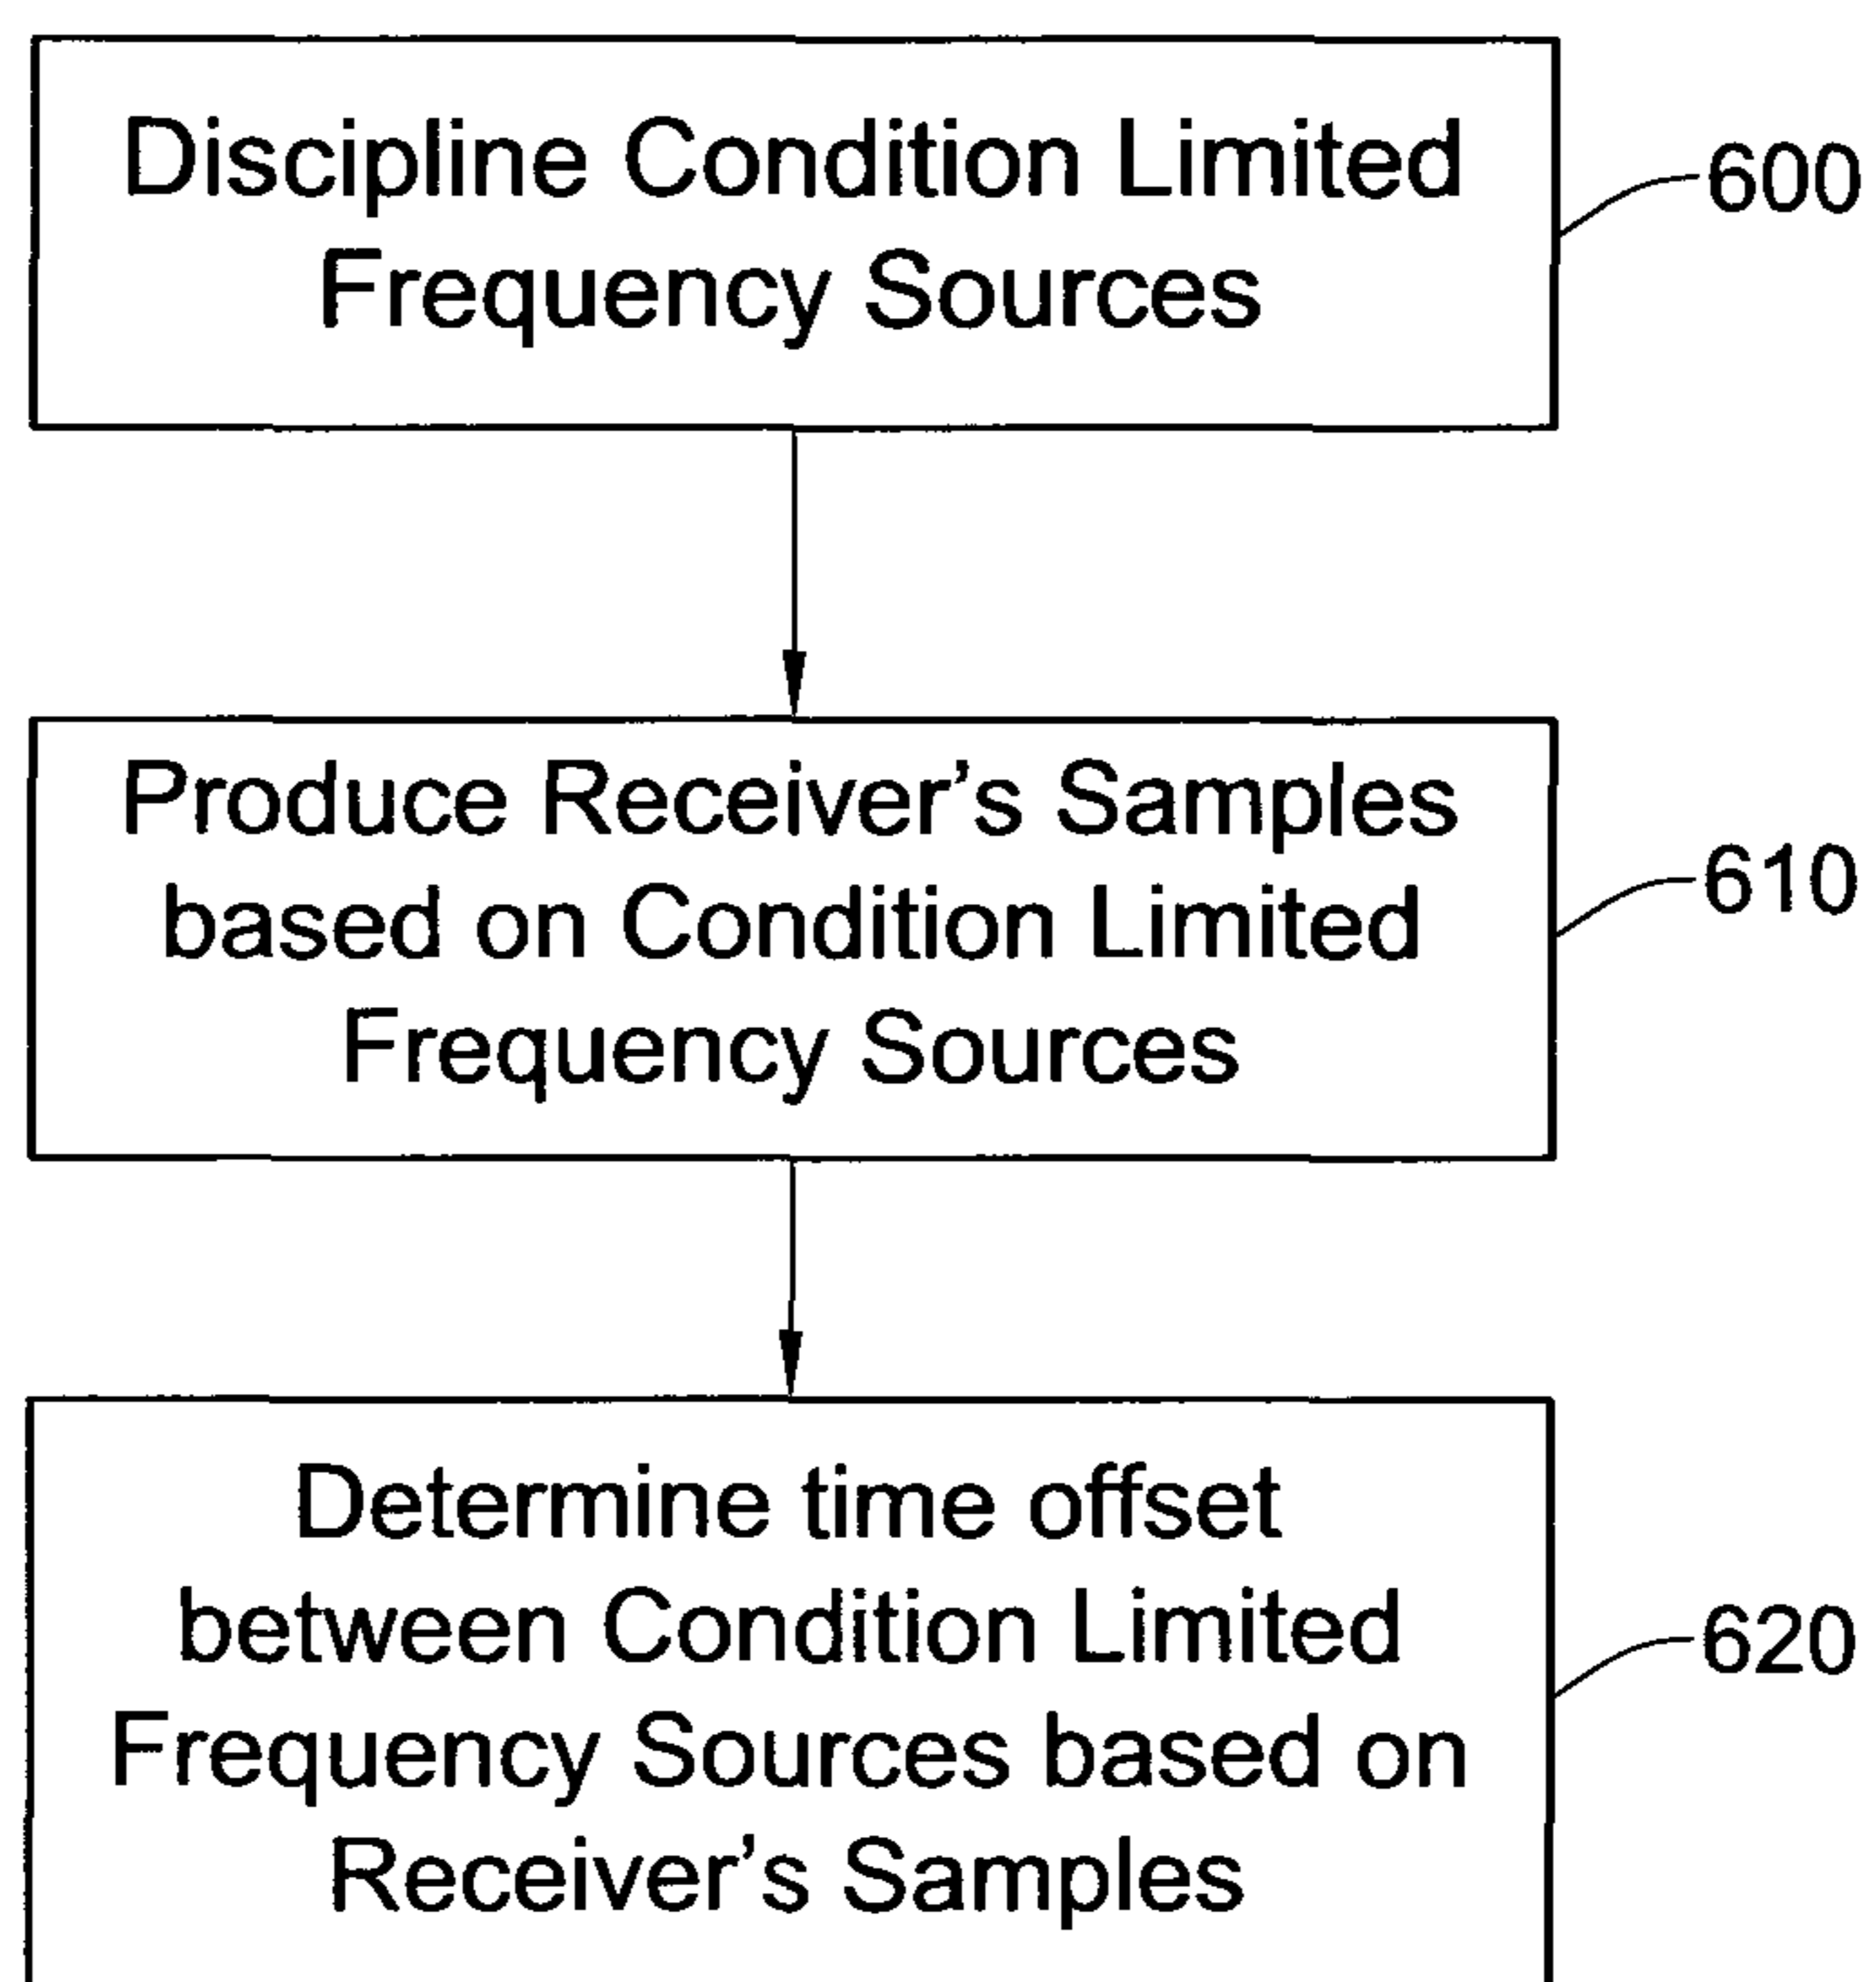 Discipline Condition Limited
Frequency Sources
600
Produce Receiver's Samples
based on Condition Limited
Frequency Sources
610
Determine time offset
between Condition Limited
Frequency Sources based on
Receiver's Samples
620